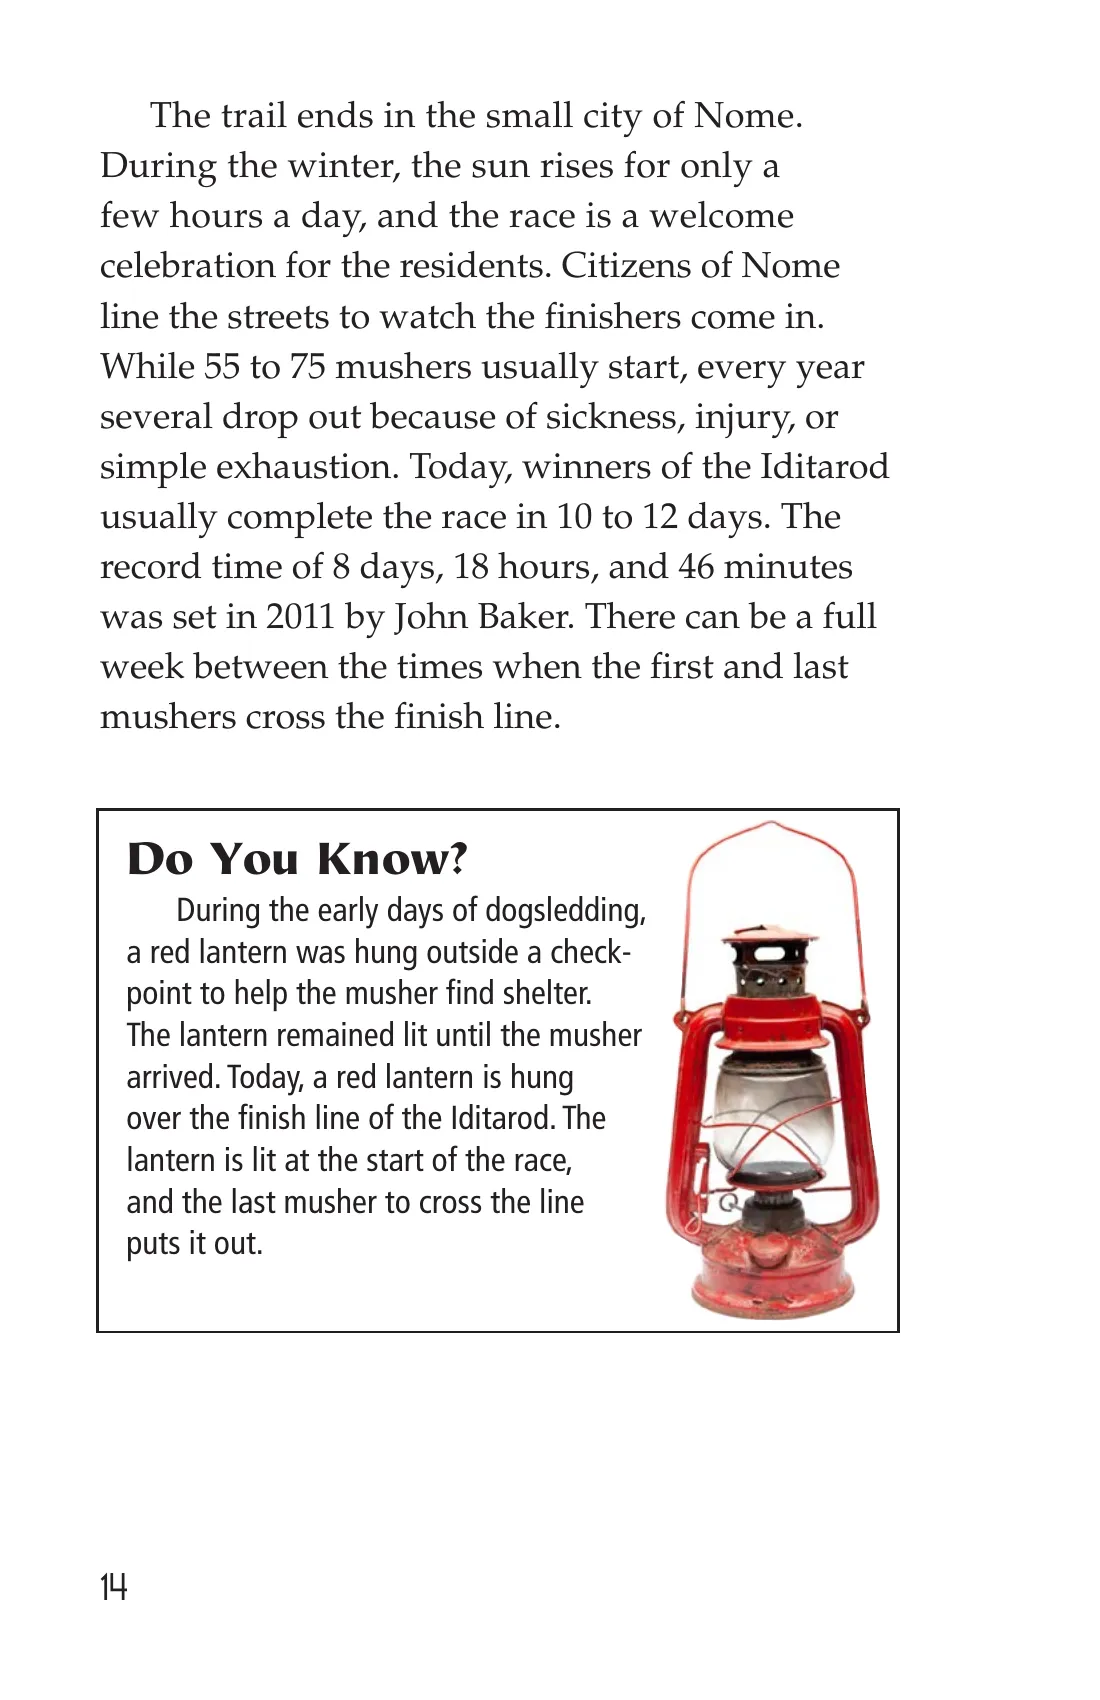 The trail ends in the small city of Nome.
During the winter, the sun rises for only a
few hours a day, and the race is a welcome
celebration for the residents. Citizens of Nome
line the streets to watch the finishers come in.
While 55 to 75 mushers usually start, every year
several drop out because of sickness, injury, or
simple exhaustion. Today, winners of the Iditarod
usually complete the race in 10 to 12 days. The
record time of 8 days, 18 hours, and 46 minutes
was set in 2011 by John Baker. There can be a full
week between the times when the first and last
mushers cross the finish line.
Do You Know?
During the early days of dogsledding,
a red lantern was hung outside a check-
point to help the musher find shelter.
The lantern remained lit until the musher
arrived. Today, a red lantern is hung
over the finish line of the Iditarod. The
lantern is lit at the start of the race,
and the last musher to cross the line
puts it out.
14